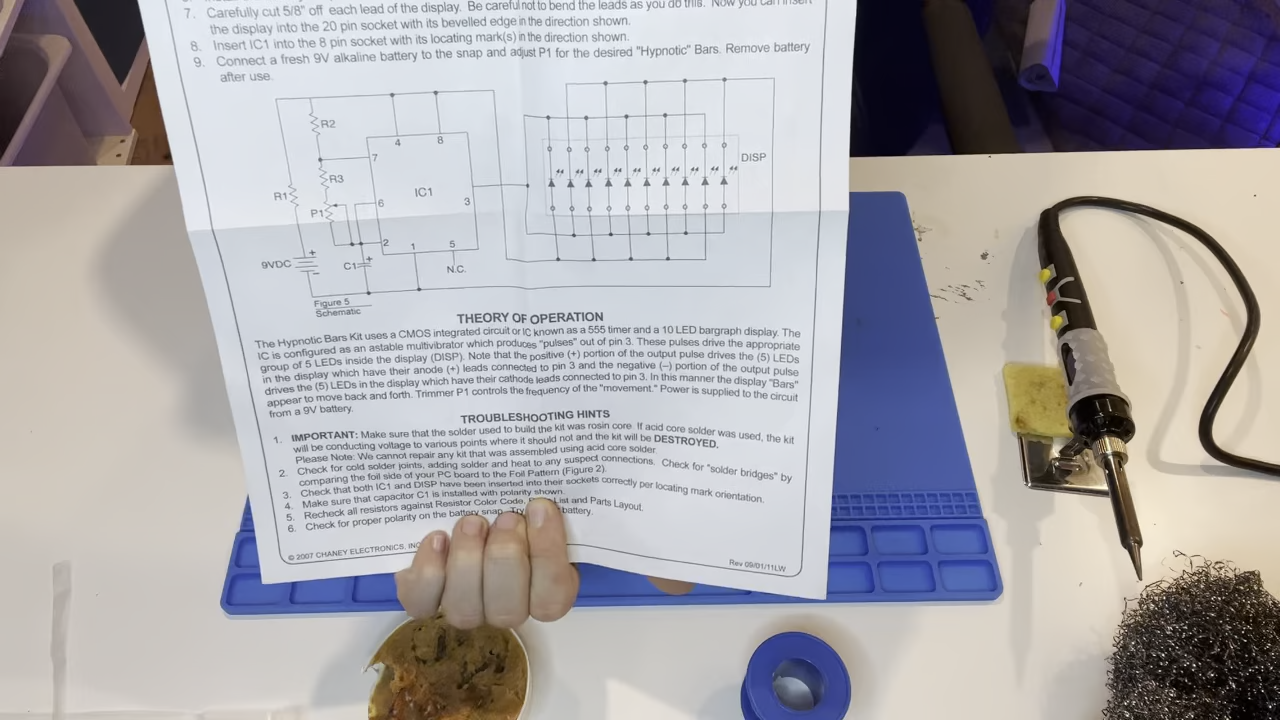 7. Carefully cut 5/8" off each lead of the display. Be careful not to bend the leads as you do this. Now you can insert
the display into the 20 pin socket with its bevelled edge in the direction shown.
8. Insert IC1 into the 8 pin socket with its locating mark(s) in the direction shown.
9. Connect a fresh 9V alkaline battery to the snap and adjust P1 for the desired "Hypnotic" Bars. Remove battery
after use.
R2
4
8
7
DISP
R3
R1
IC1
P1
6
3
2
1
5
9VDC
+
−
C1
+
N.C.
Figure 5
Schematic
THEORY OF OPERATION
The Hypnotic Bars Kit uses a CMOS integrated circuit or IC known as a 555 timer and a 10 LED bargraph display. The
IC is configured as an astable multivibrator which produces "pulses" out of pin 3. These pulses drive the appropriate
group of 5 LEDs inside the display (DISP). Note that the positive (+) portion of the output pulse drives the (5) LEDs
in the display which have their anode (+) leads connected to pin 3 and the negative (−) portion of the output pulse
drives the (5) LEDs in the display which have their cathode leads connected to pin 3. In this manner the display "Bars"
appear to move back and forth. Trimmer P1 controls the frequency of the "movement." Power is supplied to the circuit
from a 9V battery.
TROUBLESHOOTING HINTS
1. IMPORTANT: Make sure that the solder used to build the kit was rosin core. If acid core solder was used, the kit
will be conducting voltage to various points where it should not and the kit will be DESTROYED.
Please Note: We cannot repair any kit that was assembled using acid core solder.
2. Check for cold solder joints, adding solder and heat to any suspect connections. Check for "solder bridges" by
comparing the foil side of your PC board to the Foil Pattern (Figure 2).
3. Check that both IC1 and DISP have been inserted into their sockets correctly per locating mark orientation.
4. Make sure that capacitor C1 is installed with polarity shown.
5. Recheck all resistors against Resistor Color Code, List and Parts Layout.
6. Check for proper polarity on the battery snap. Try battery.
© 2007 CHANEY ELECTRONICS, INC
Rev 09/01/11LW